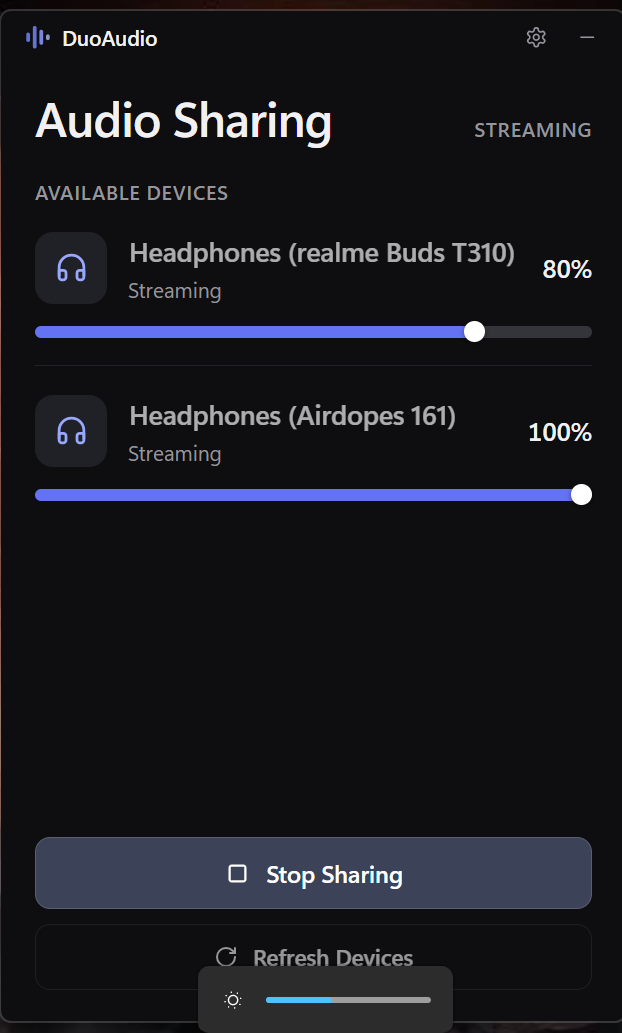 DuoAudio
Audio Sharing
STREAMING
AVAILABLE DEVICES
Headphones (realme Buds T310)
80%
Streaming
Headphones (Airdopes 161)
100%
Streaming
Stop Sharing
Refresh Devices